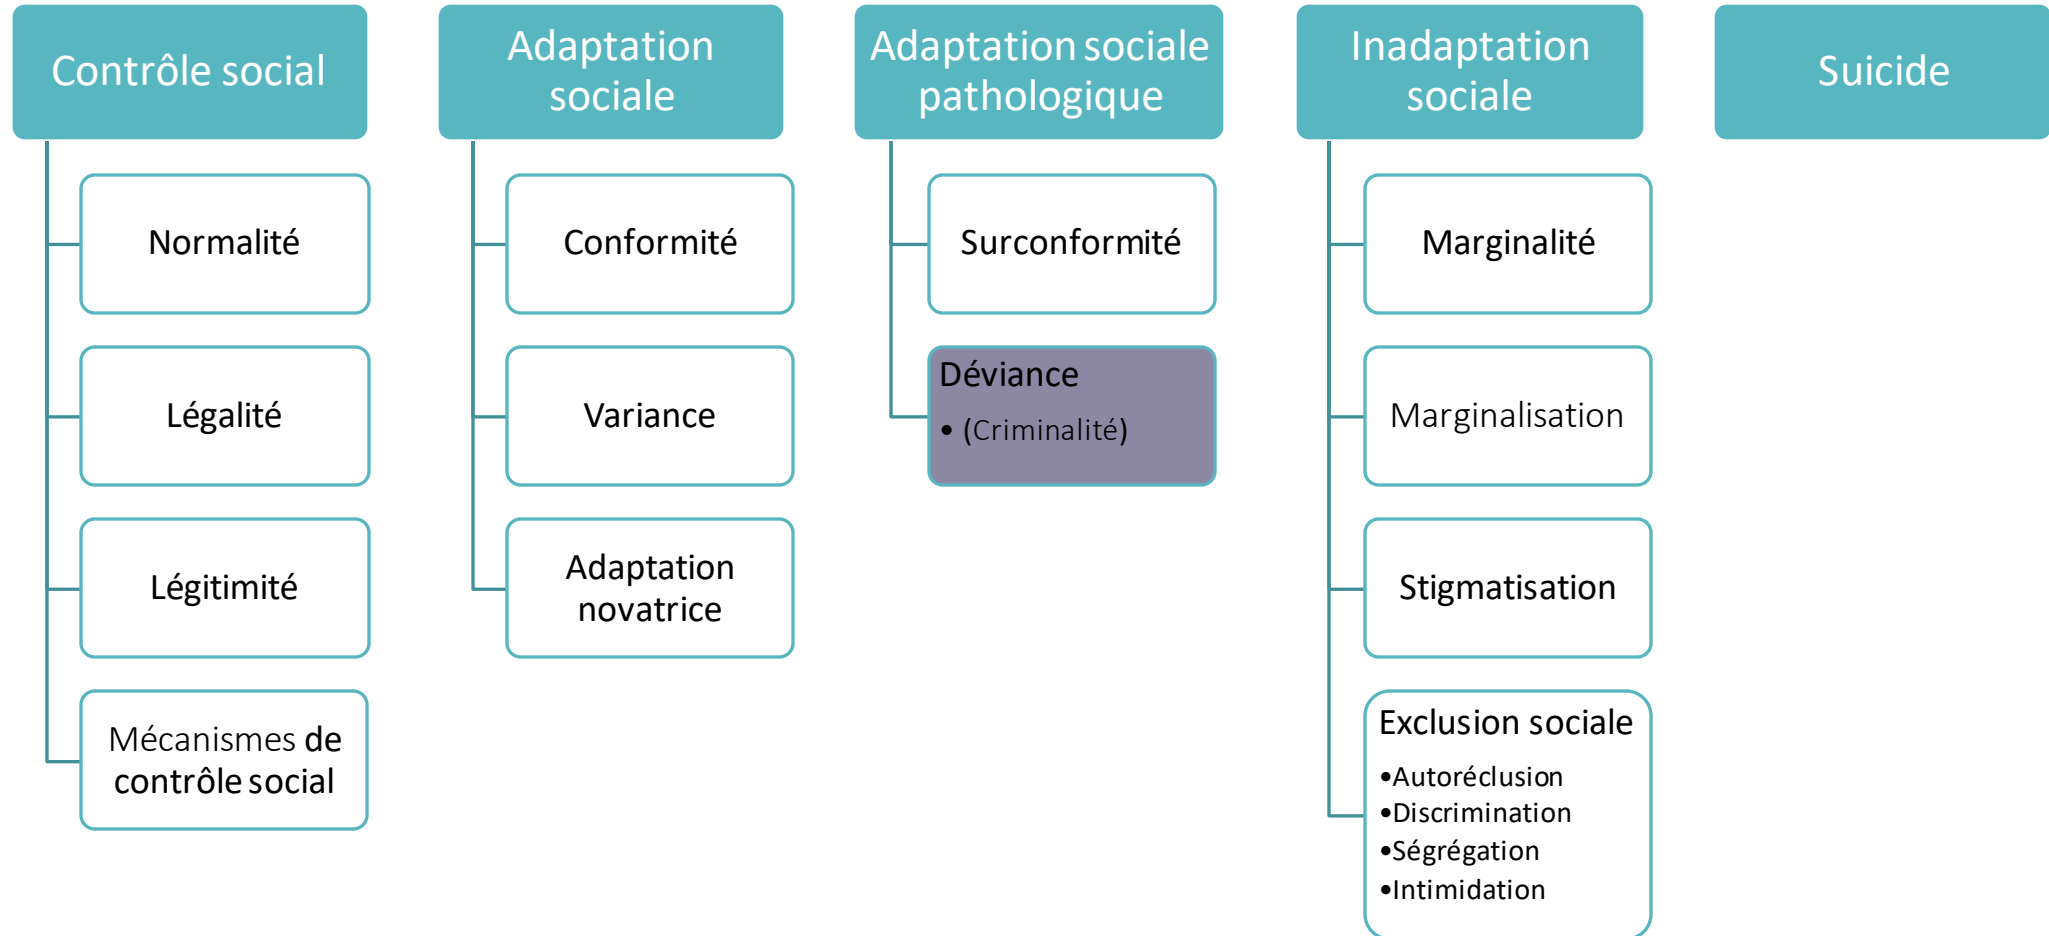 Contrôle social
Normalité
Légalité
Légitimité
Mécanismes de
contrôle social
Adaptation
sociale
Conformité
Variance
Adaptation
novatrice
Adaptation sociale
pathologique
Surconformité
Déviance
• (Criminalité)
Inadaptation
sociale
Marginalité
Marginalisation
Stigmatisation
Exclusion sociale
•Autoréclusion
•Discrimination
•Ségrégation
•Intimidation
Suicide